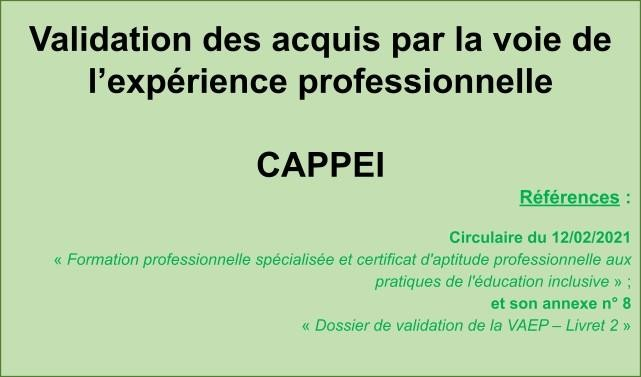 Validation des acquis par la voie de
l’expérience professionnelle
CAPPEI
Références :
Circulaire du 12/02/2021
« Formation professionnelle spécialisée et certificat d'aptitude professionnelle aux
pratiques de l'éducation inclusive » ;
et son annexe n° 8
« Dossier de validation de la VAEP – Livret 2 »